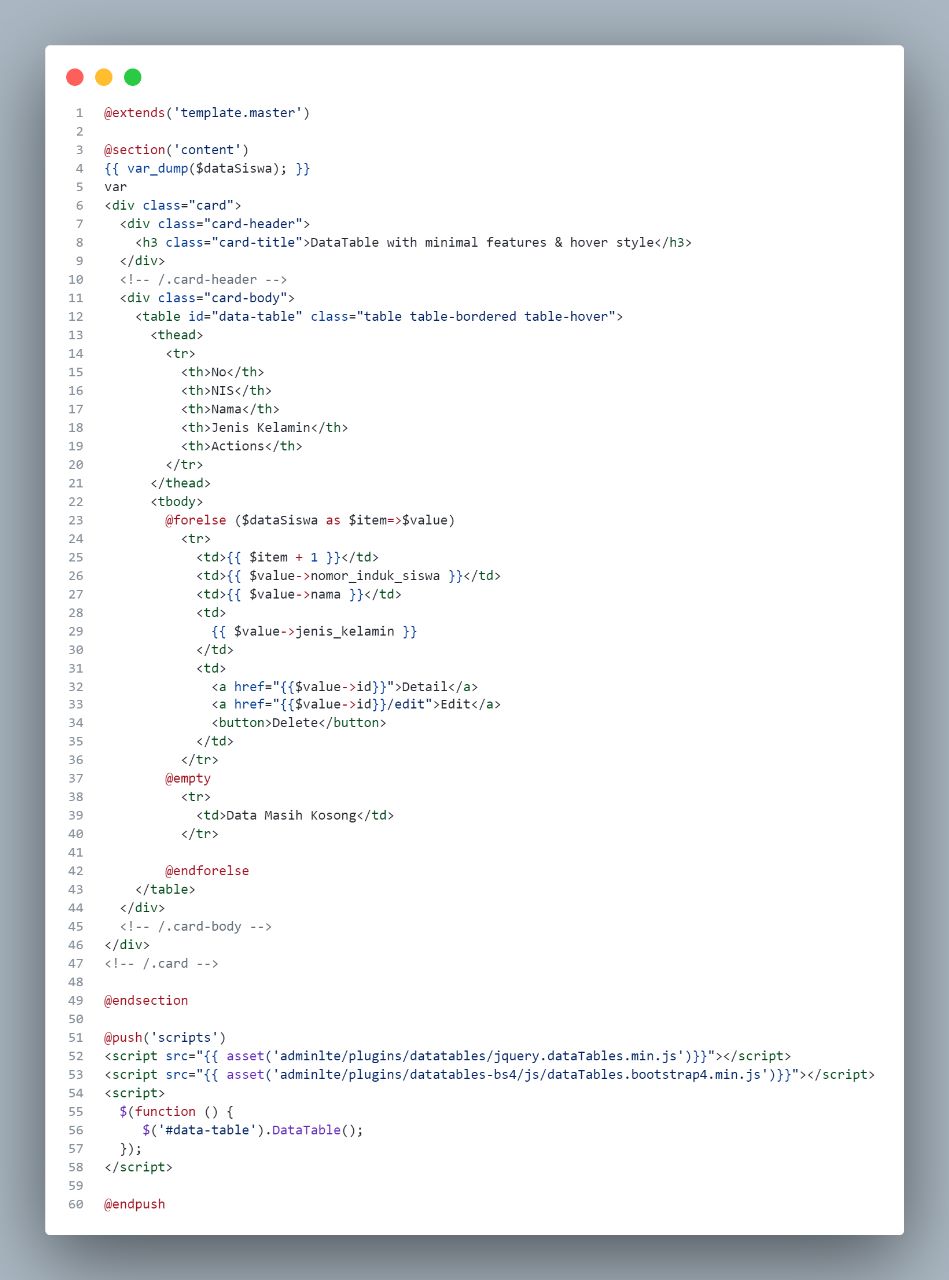 1 @extends('template.master')
2
3 @section('content')
4 {{ var_dump($dataSiswa); }}
5 var
6 <div class="card">
7   <div class="card-header">
8     <h3 class="card-title">DataTable with minimal features & hover style</h3>
9   </div>
10   <!-- /.card-header -->
11   <div class="card-body">
12     <table id="data-table" class="table table-bordered table-hover">
13       <thead>
14         <tr>
15           <th>No</th>
16           <th>NIS</th>
17           <th>Nama</th>
18           <th>Jenis Kelamin</th>
19           <th>Actions</th>
20         </tr>
21       </thead>
22       <tbody>
23         @forelse ($dataSiswa as $item=>$value)
24           <tr>
25             <td>{{ $item + 1 }}</td>
26             <td>{{ $value->nomor_induk_siswa }}</td>
27             <td>{{ $value->nama }}</td>
28             <td>
29               {{ $value->jenis_kelamin }}
30             </td>
31             <td>
32               <a href="{{$value->id}}">Detail</a>
33               <a href="{{$value->id}}/edit">Edit</a>
34               <button>Delete</button>
35             </td>
36           </tr>
37         @empty
38           <tr>
39             <td>Data Masih Kosong</td>
40           </tr>
41
42         @endforelse
43     </table>
44   </div>
45   <!-- /.card-body -->
46 </div>
47 <!-- /.card -->
48
49 @endsection
50
51 @push('scripts')
52 <script src="{{ asset('adminlte/plugins/datatables/jquery.dataTables.min.js')}}"></script>
53 <script src="{{ asset('adminlte/plugins/datatables-bs4/js/dataTables.bootstrap4.min.js')}}"></script>
54 <script>
55   $(function () {
56      $('#data-table').DataTable();
57   });
58 </script>
59
60 @endpush